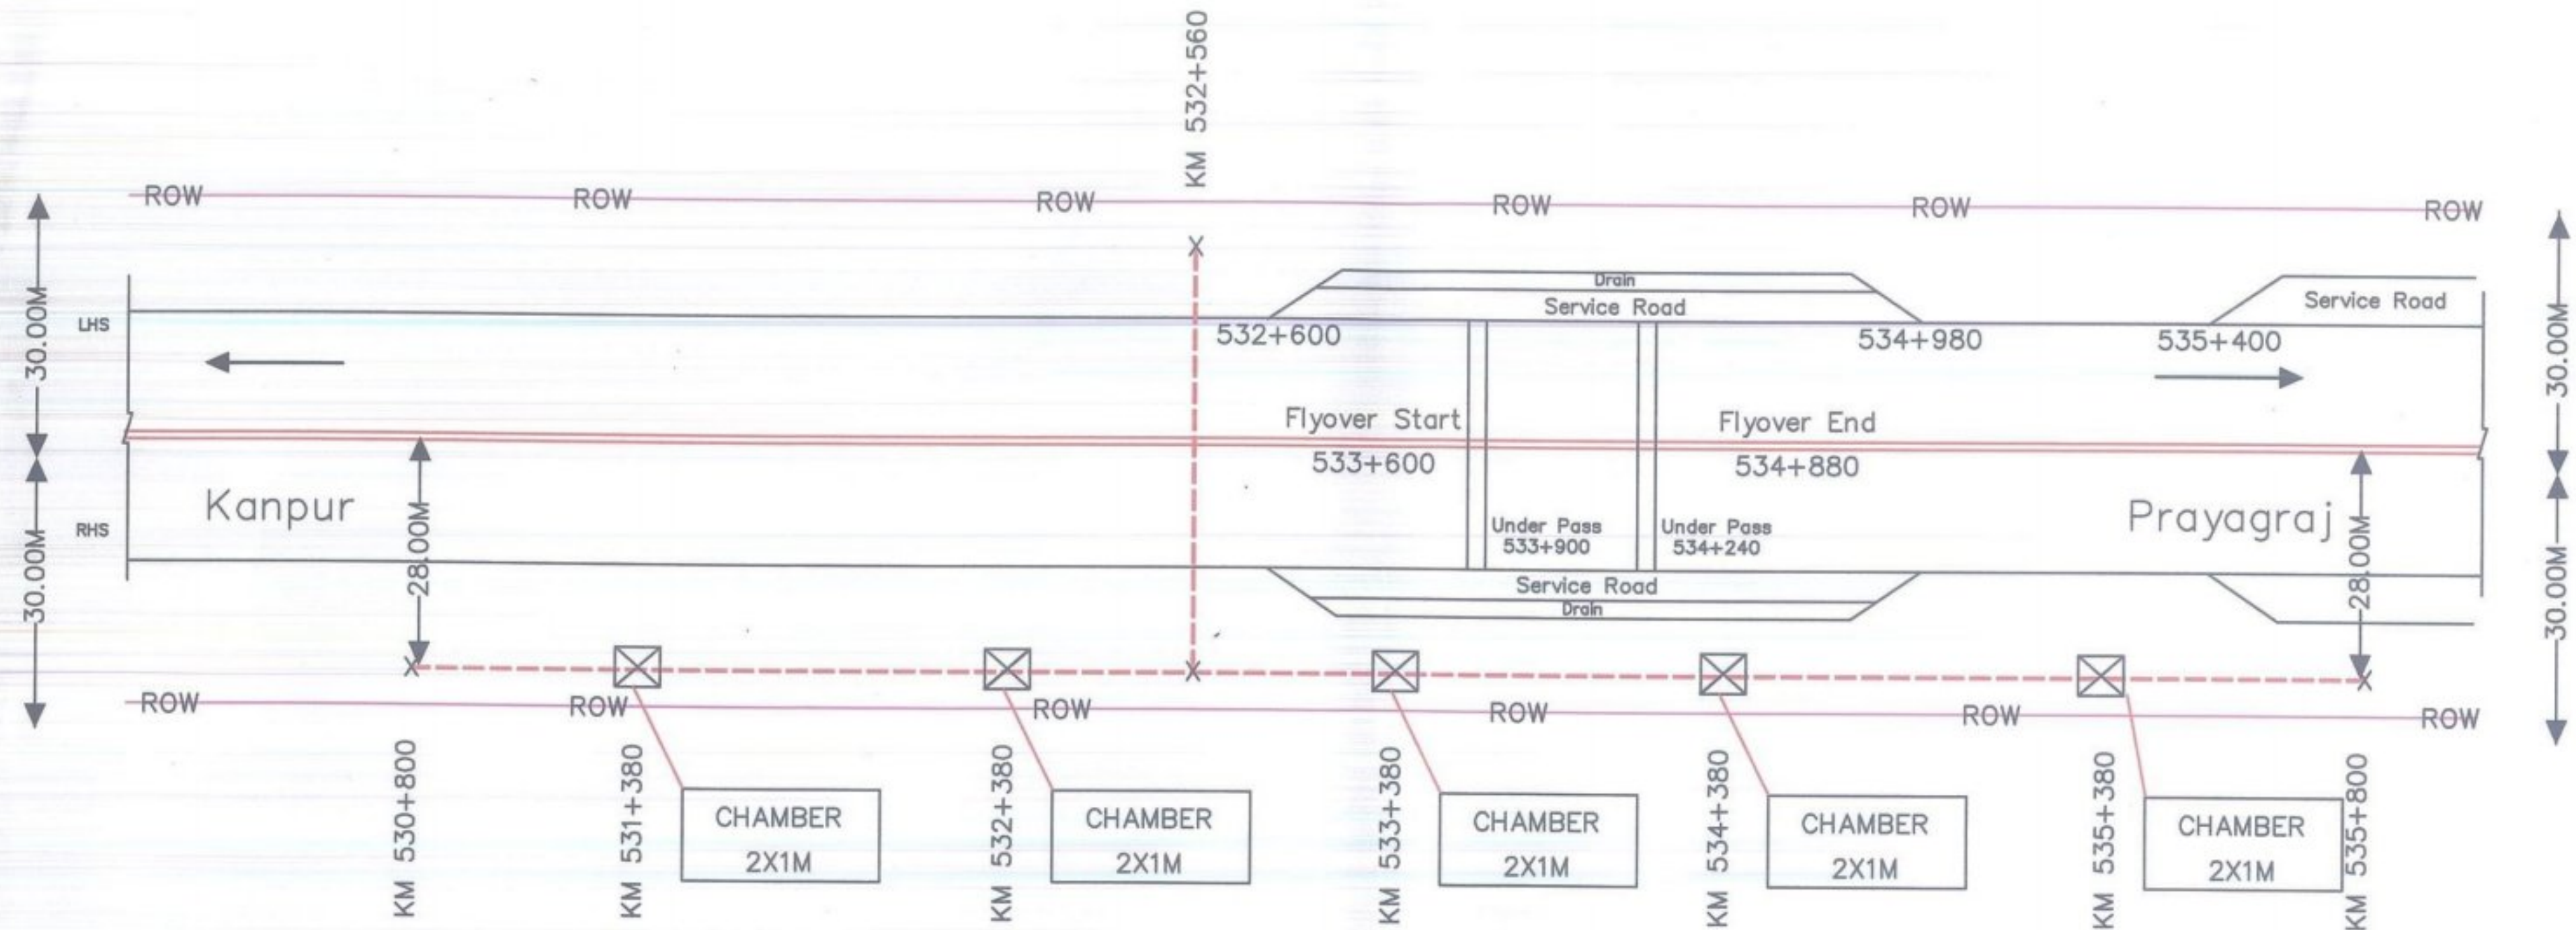 KM 532+560
ROW
ROW
ROW
ROW
ROW
ROW
30.00M
30.00M
LHS
Drain
Service Road
Service Road
532+600
534+980
535+400
Flyover Start
533+600
Flyover End
534+880
Kanpur
Prayagraj
RHS
28.00M
28.00M
Under Pass
533+900
Under Pass
534+240
30.00M
30.00M
Service Road
Drain
ROW
ROW
ROW
ROW
ROW
ROW
KM 530+800
KM 531+380
CHAMBER
2X1M
KM 532+380
CHAMBER
2X1M
KM 533+380
CHAMBER
2X1M
KM 534+380
CHAMBER
2X1M
KM 535+380
CHAMBER
2X1M
KM 535+800